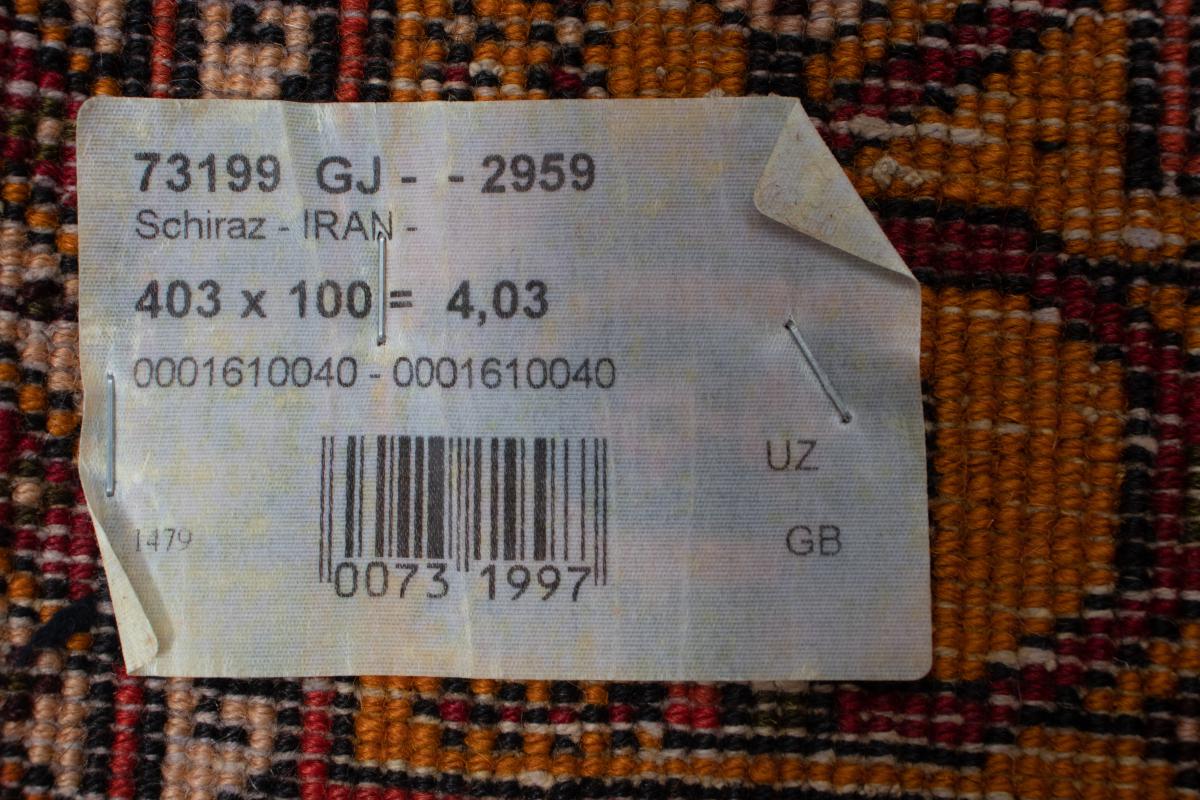 73199 GJ - - 2959
Schiraz - IRAN -
403 x 100 = 4,03
0001610040 - 0001610040
UZ
1479
GB
0073 1997